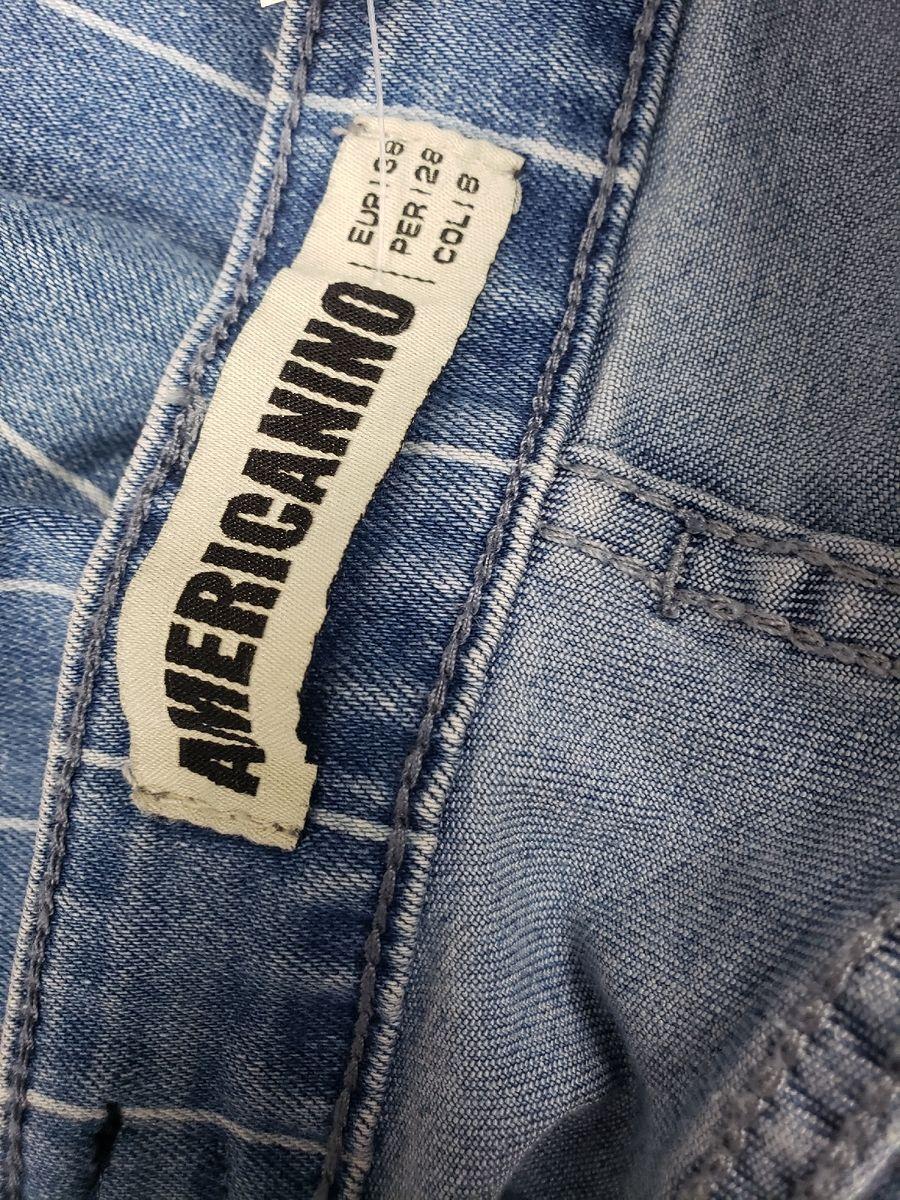 AMERICANINO
EUR | 38
PER | 28
COL | 8